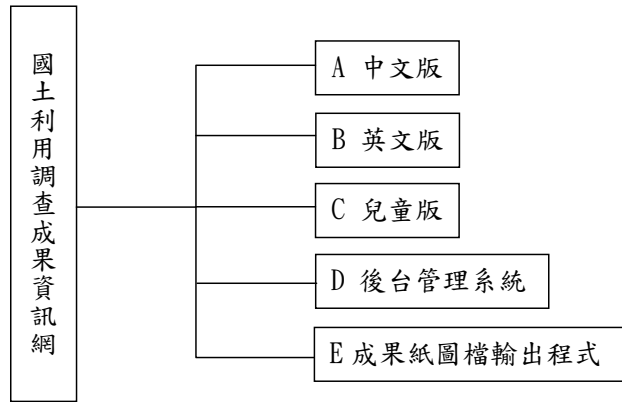 國土利用調查成果資訊網
A 中文版
B 英文版
C 兒童版
D 後台管理系統
E 成果紙圖檔輸出程式